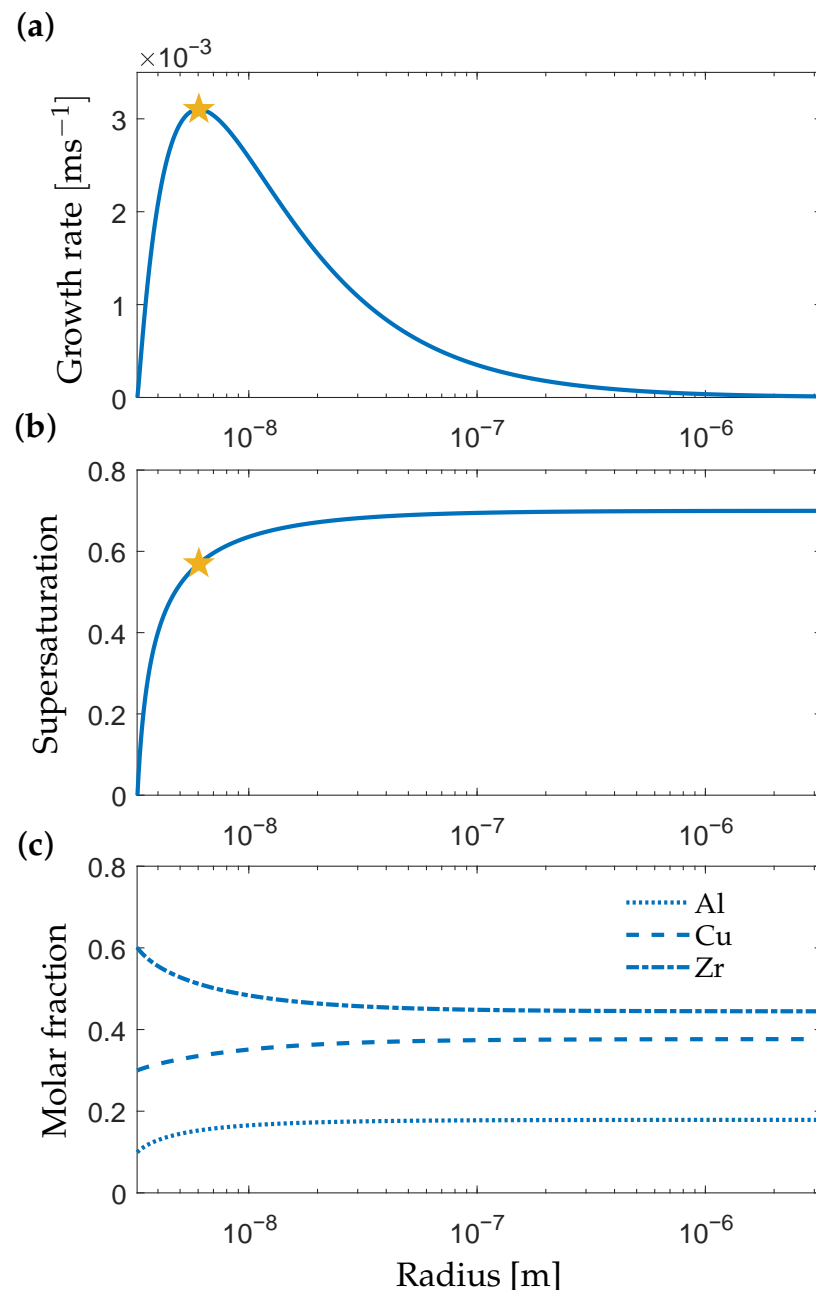 (a)
×10⁻³
3
2
1
0
Growth rate [ms⁻¹]
10⁻⁸ 10⁻⁷ 10⁻⁶
(b)
0.8
0.6
0.4
0.2
0
Supersaturation
10⁻⁸ 10⁻⁷ 10⁻⁶
(c)
0.8
0.6
0.4
0.2
0
Molar fraction
Al
Cu
Zr
10⁻⁸ 10⁻⁷ 10⁻⁶
Radius [m]